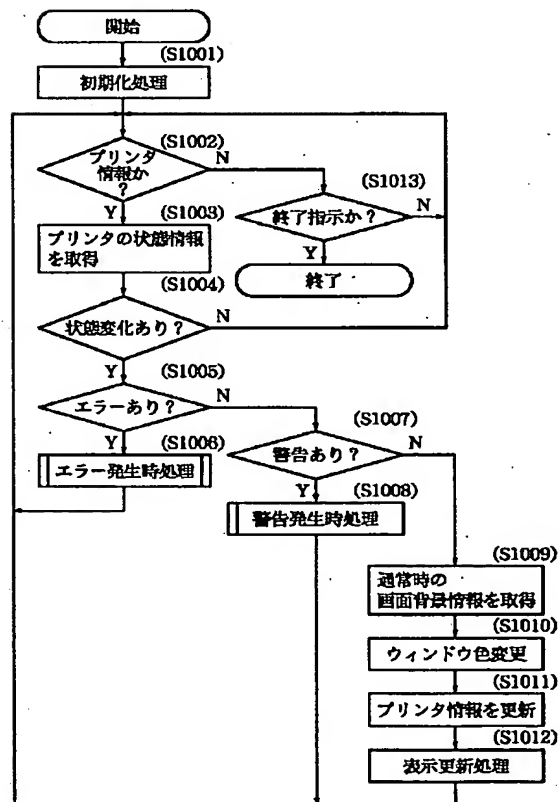 開始
(S1001)
初期化処理
(S1002)
プリンタ
情報か
?
N
Y
(S1003)
(S1013)
終了指示か?
N
Y
終了
プリンタの状態情報
を取得
(S1004)
状態変化あり?
N
Y
(S1005)
エラーあり?
N
Y
(S1006)
エラー発生時処理
(S1007)
警告あり?
N
Y
(S1008)
警告発生時処理
(S1009)
通常時の
画面背景情報を取得
(S1010)
ウィンドウ色変更
(S1011)
プリンタ情報を更新
(S1012)
表示更新処理